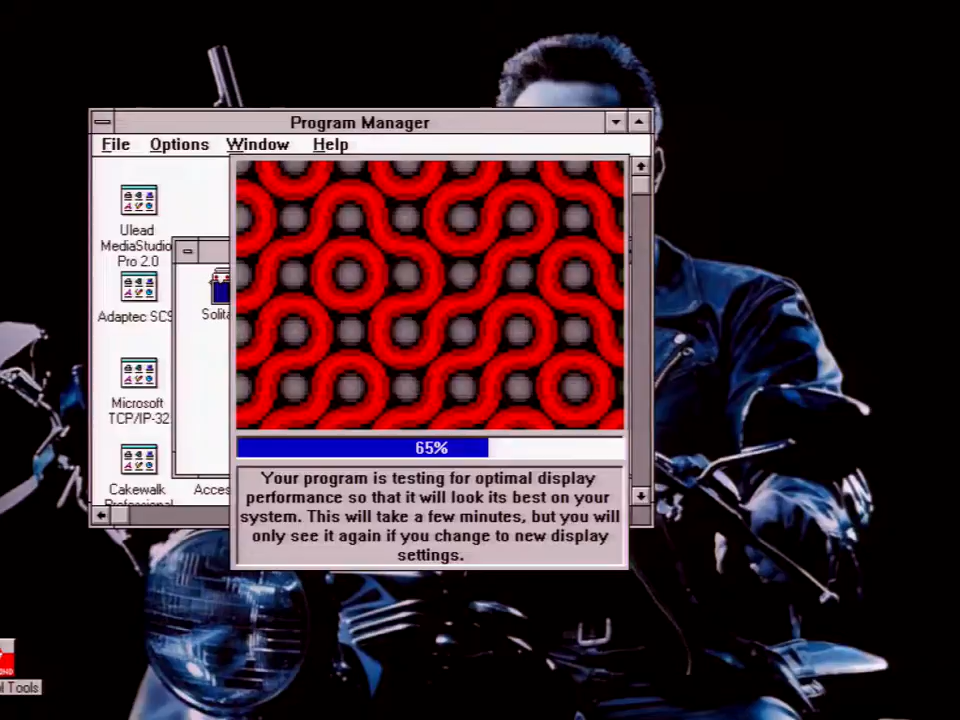 Program Manager
File Options Window Help
Ulead
MediaStudio
Pro 2.0
Adaptec SCS
Microsoft
TCP/IP-32
Cakewalk
Professional
Solita
Acces
65%
Your program is testing for optimal display
performance so that it will look its best on your
system. This will take a few minutes, but you will
only see it again if you change to new display
settings.
ol Tools